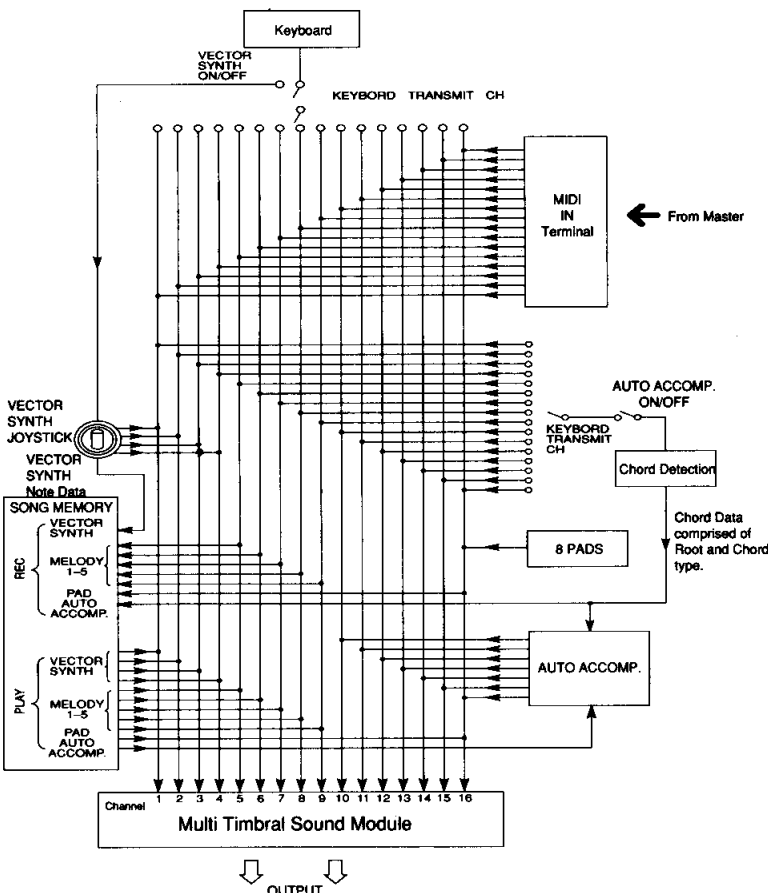 Keyboard
VECTOR
SYNTH
ON/OFF
KEYBORD TRANSMIT CH
MIDI
IN
Terminal
From Master
AUTO ACCOMP.
ON/OFF
KEYBORD
TRANSMIT
CH
Chord Detection
VECTOR
SYNTH
JOYSTICK
VECTOR
SYNTH
Note Data
SONG MEMORY
REC
VECTOR
SYNTH
MELODY
1–5
PAD
AUTO
ACCOMP.
8 PADS
Chord Data
comprised of
Root and Chord
type.
AUTO ACCOMP.
PLAY
VECTOR
SYNTH
MELODY
1–5
PAD
AUTO
ACCOMP.
Channel 1 2 3 4 5 6 7 8 9 10 11 12 13 14 15 16
Multi Timbral Sound Module
OUTPUT